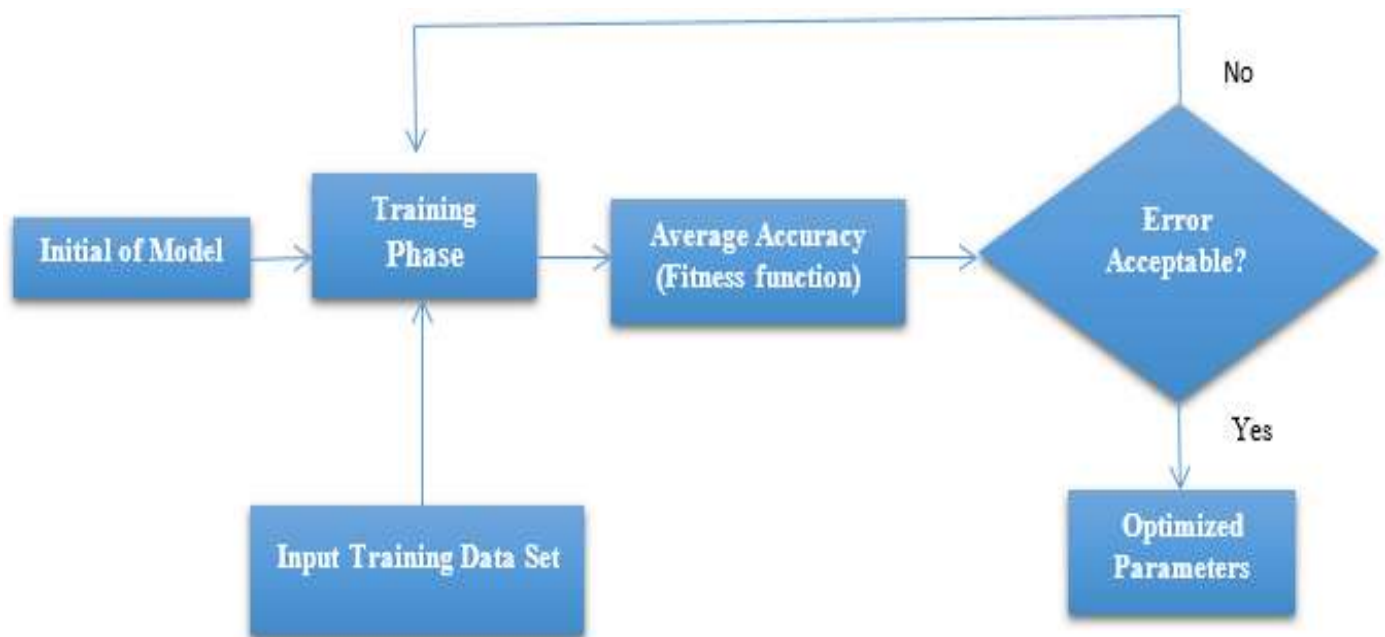 No
Initial of Model
Training
Phase
Average Accuracy
(Fitness function)
Error
Acceptable?
Yes
Input Training Data Set
Optimized
Parameters